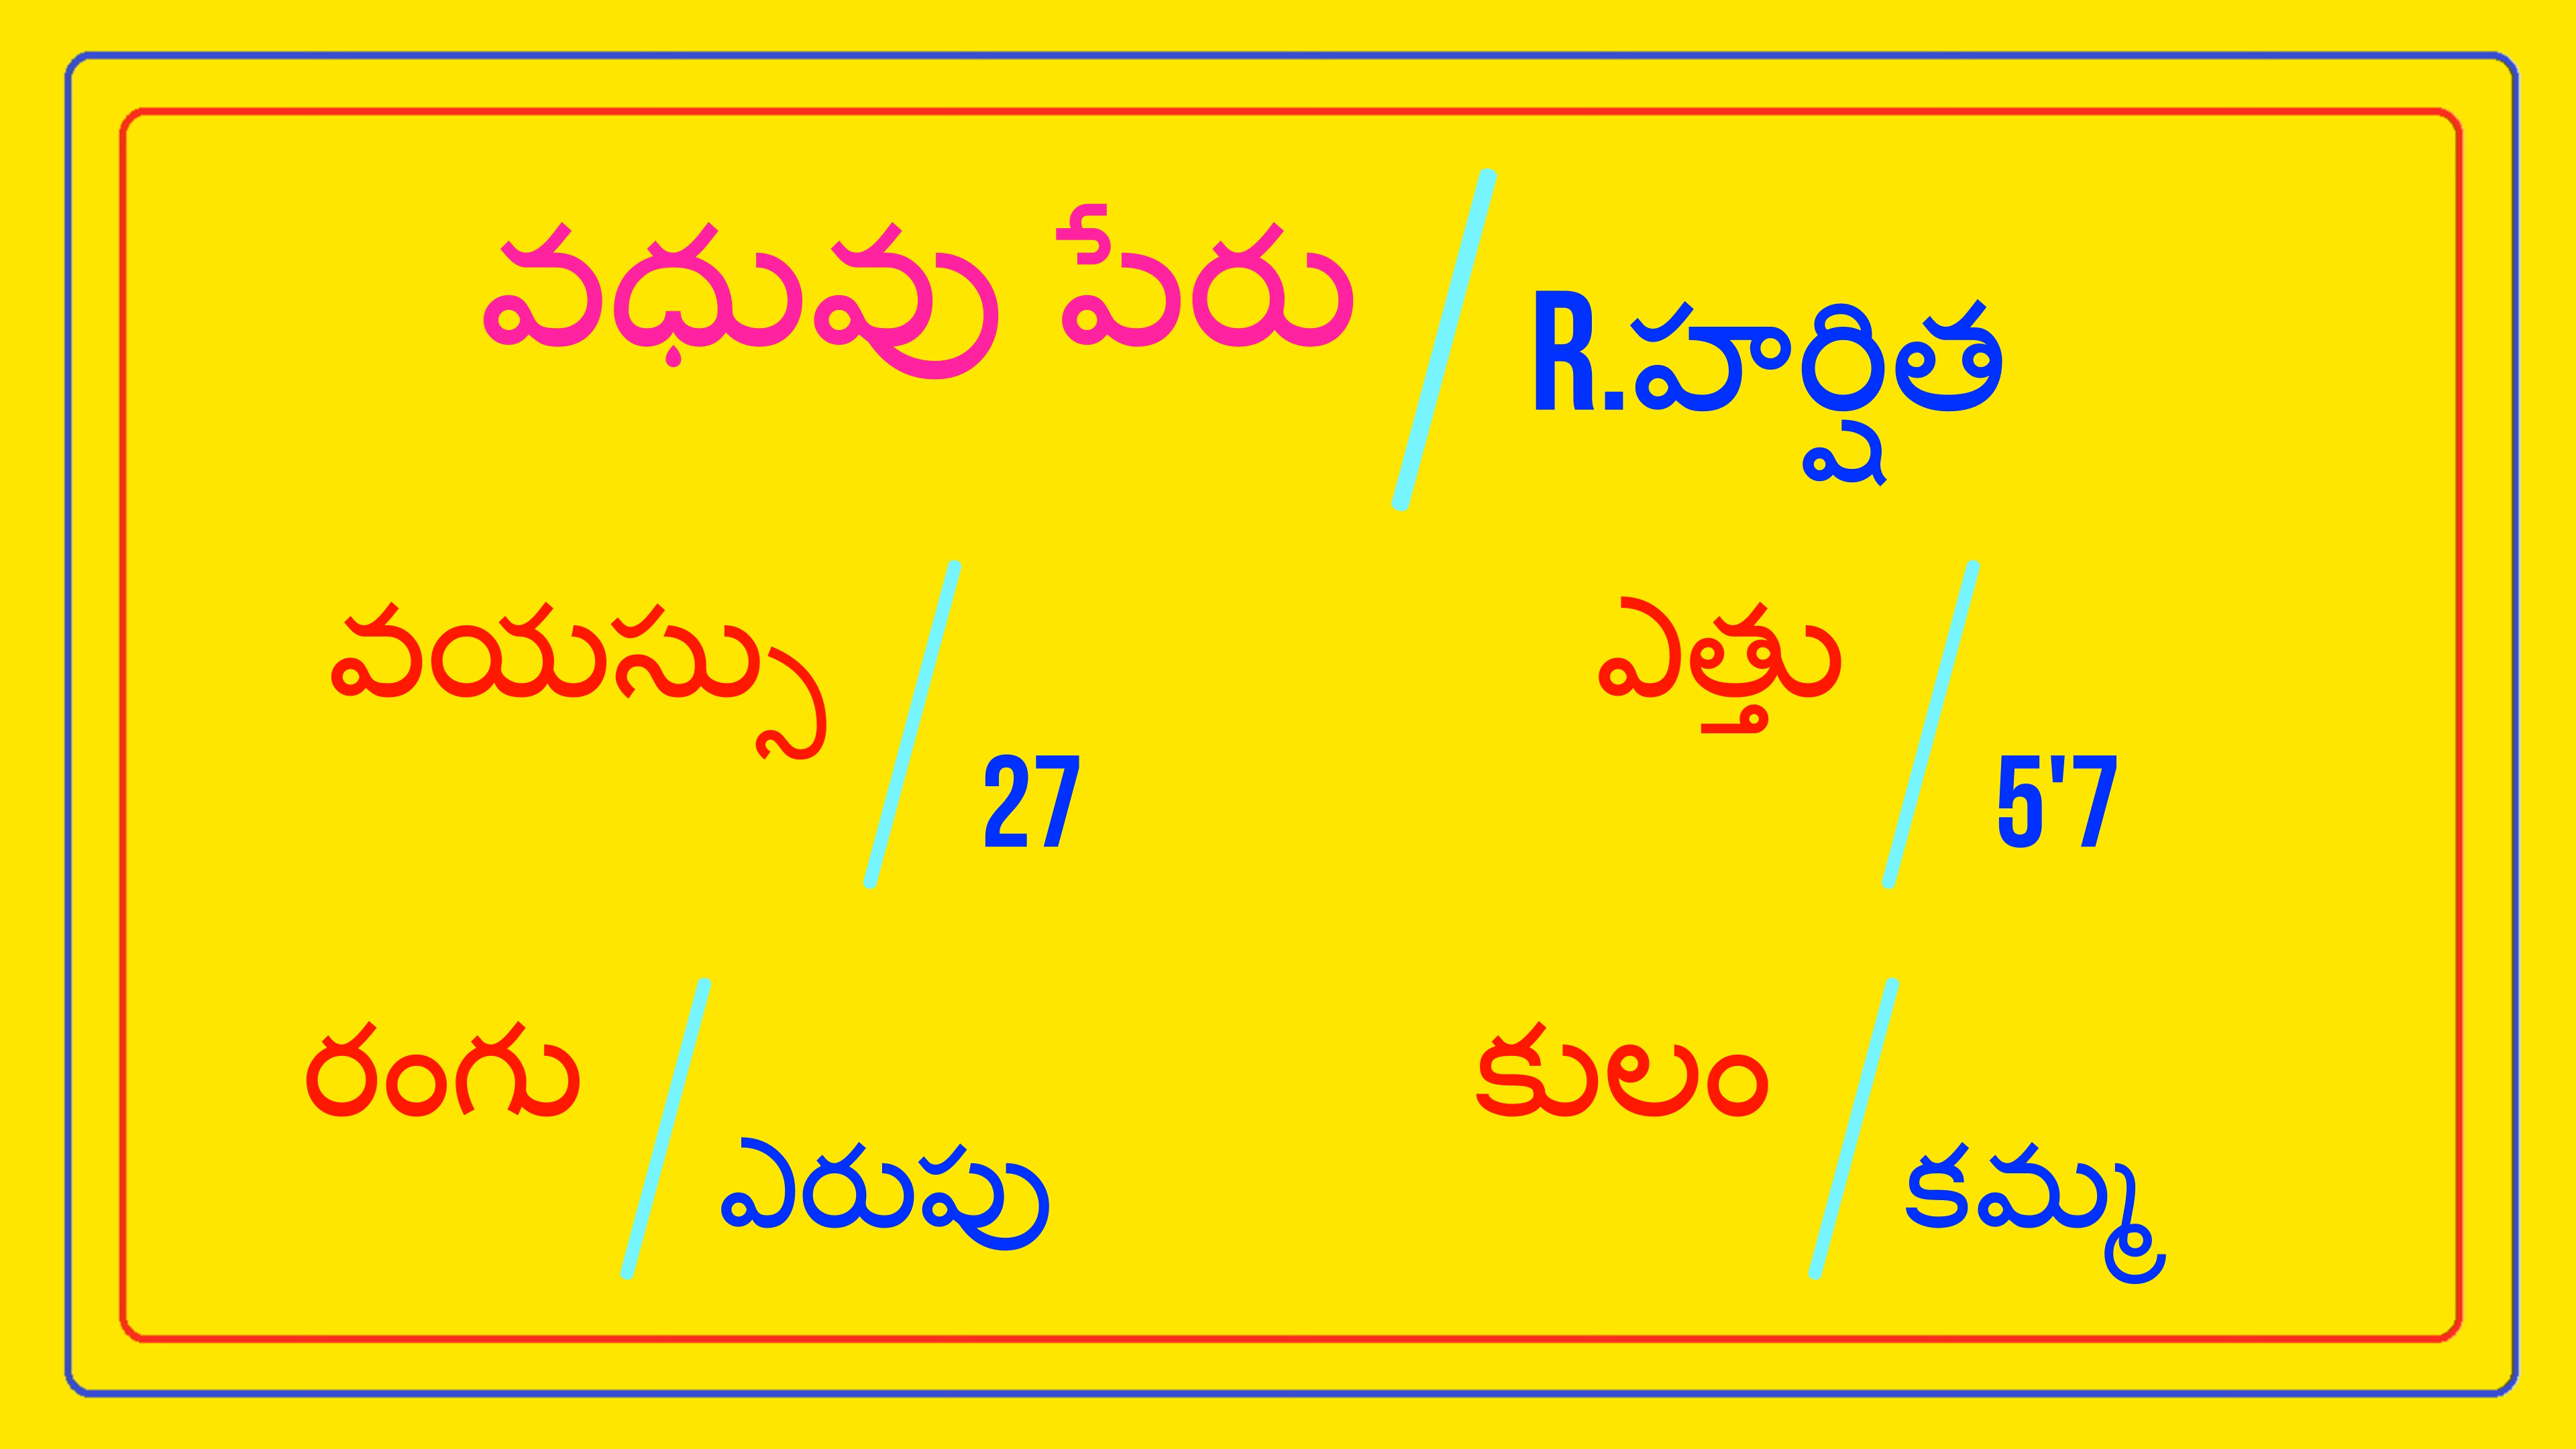 వధువు పేరు / R.హర్షిత
వయస్సు / 27
ఎత్తు / 5'7
రంగు / ఎరుపు
కులం / కమ్మ